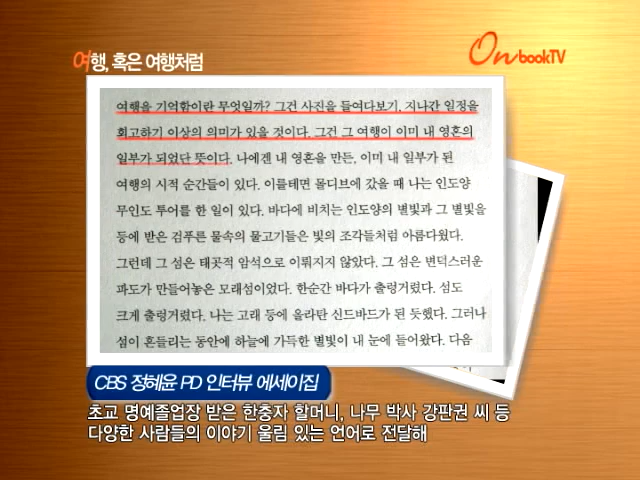 여행, 혹은 여행처럼
OnbookTV
여행을 기억함이란 무엇일까? 그건 사진을 들여다보기, 지나간 일정을
회고하기 이상의 의미가 있을 것이다. 그건 그 여행이 이미 내 영혼의
일부가 되었단 뜻이다. 나에겐 내 영혼을 만든, 이미 내 일부가 된
여행의 시적 순간들이 있다. 이를테면 몰디브에 갔을 때 나는 인도양
무인도 투어를 한 일이 있다. 바다에 비치는 인도양의 별빛과 그 별빛을
등에 받은 검푸른 물속의 물고기들은 빛의 조각들처럼 아름다웠다.
그런데 그 섬은 태곳적 암석으로 이뤄지지 않았다. 그 섬은 변덕스러운
파도가 만들어놓은 모래섬이었다. 한순간 바다가 출렁거렸다. 섬도
크게 출렁거렸다. 나는 고래 등에 올라탄 신드바드가 된 듯했다. 그러나
섬이 흔들리는 동안에 하늘에 가득한 별빛이 내 눈에 들어왔다. 다음
CBS 정혜윤 PD 인터뷰 에세이집
초교 명예졸업장 받은 한충자 할머니, 나무 박사 강판권 씨 등
다양한 사람들의 이야기 울림 있는 언어로 전달해